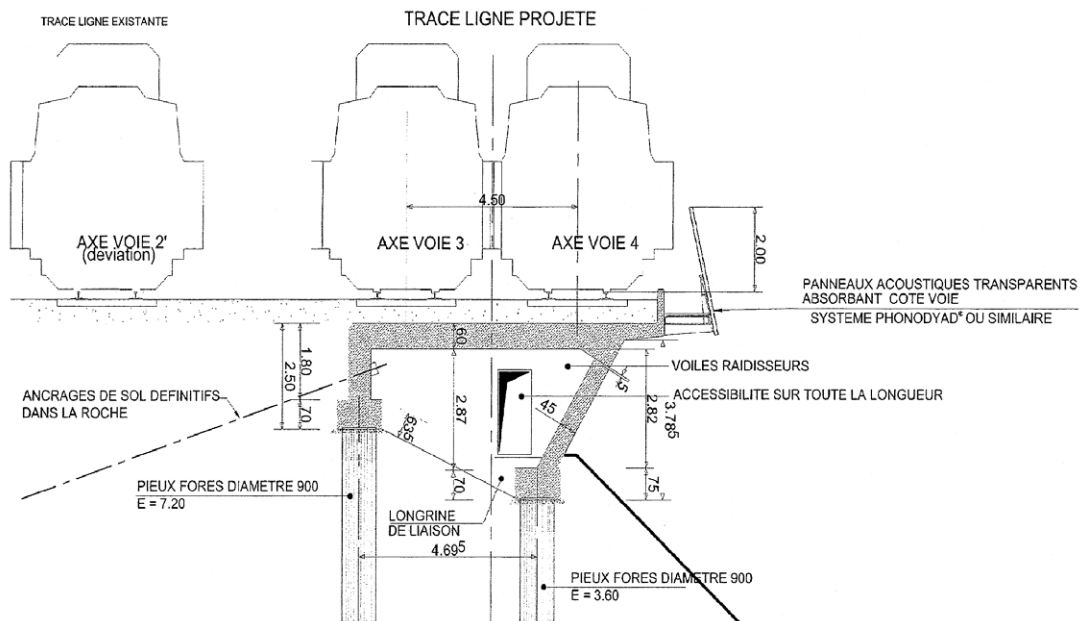 TRACE LIGNE EXISTANTE
TRACE LIGNE PROJETE
4.50
AXE VOIE 2'
(deviation)
AXE VOIE 3
AXE VOIE 4
2.00
PANNEAUX ACOUSTIQUES TRANSPARENTS
ABSORBANT COTE VOIE
SYSTEME PHONODYAD® OU SIMILAIRE
60
1.80
2.50
VOILES RAIDISSEURS
ANCRAGES DE SOL DEFINITIFS
DANS LA ROCHE
ACCESSIBILITE SUR TOUTE LA LONGUEUR
70
2.87
45
45
2.82
3.78⁵
63⁵
PIEUX FORES DIAMETRE 900
E = 7.20
70
75
LONGRINE
DE LIAISON
4.69⁵
PIEUX FORES DIAMETRE 900
E = 3.60